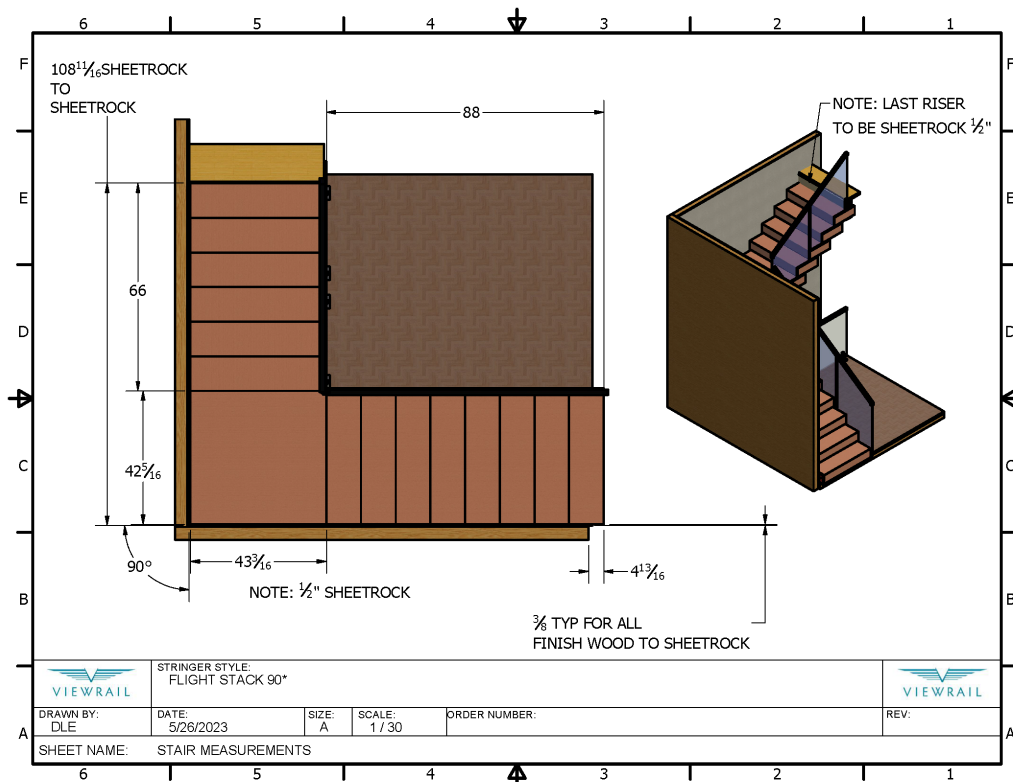 6 5 4 3 2 1
F F
108 11/16 SHEETROCK
TO
SHEETROCK
88
NOTE: LAST RISER
TO BE SHEETROCK 1/2"
E E
66
D D
42 5/16
C C
90°
43 3/16
4 13/16
NOTE: 1/2" SHEETROCK
B B
3/8 TYP FOR ALL
FINISH WOOD TO SHEETROCK
VIEWRAIL
STRINGER STYLE:
FLIGHT STACK 90*
VIEWRAIL
DRAWN BY:
DLE
DATE:
5/26/2023
SIZE:
A
SCALE:
1 / 30
ORDER NUMBER:
REV:
A A
SHEET NAME: STAIR MEASUREMENTS
6 5 4 3 2 1